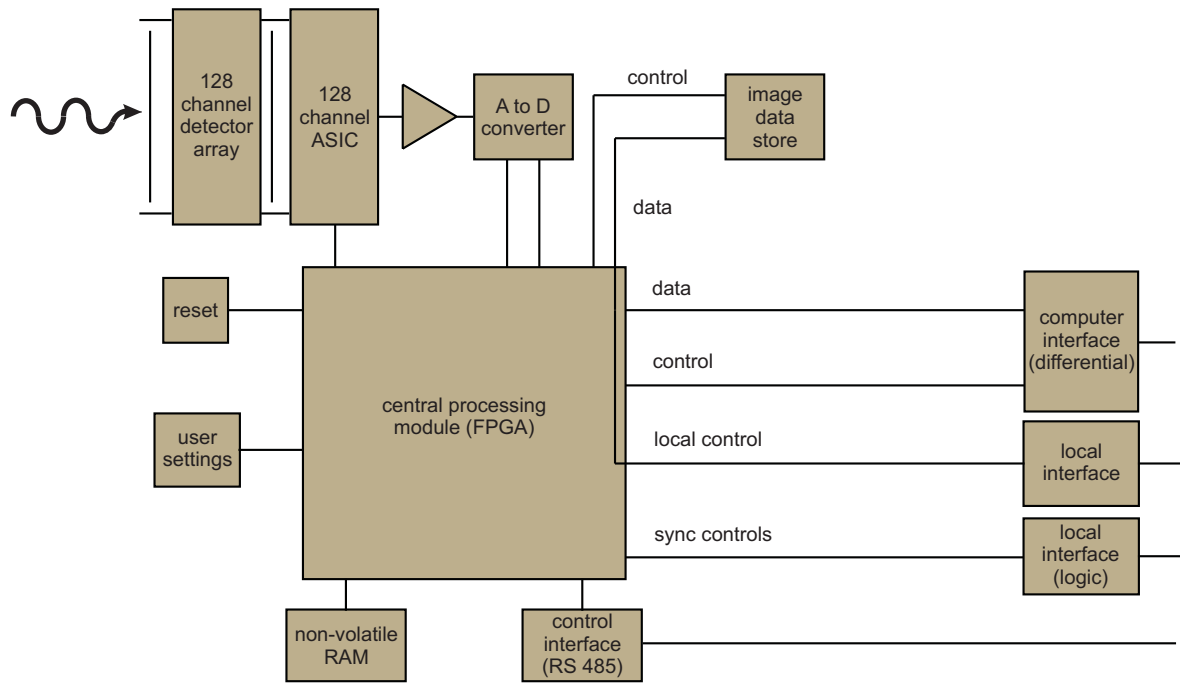 128
channel
detector
array
128
channel
ASIC
A to D
converter
control
image
data
store
data
reset
data
computer
interface
(differential)
control
central processing
module (FPGA)
user
settings
local control
local
interface
sync controls
local
interface
(logic)
non-volatile
RAM
control
interface
(RS 485)